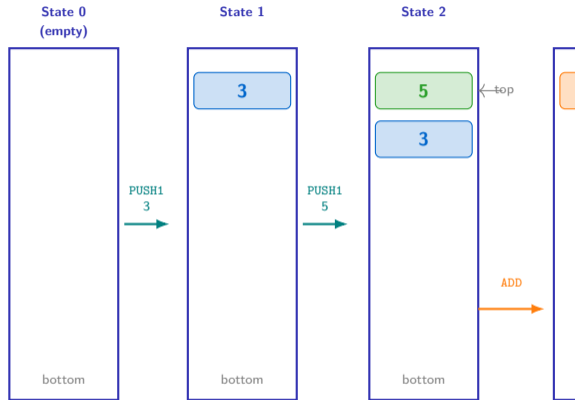 State 0
(empty)
State 1
State 2
3
5
top
3
PUSH1
3
PUSH1
5
ADD
bottom
bottom
bottom